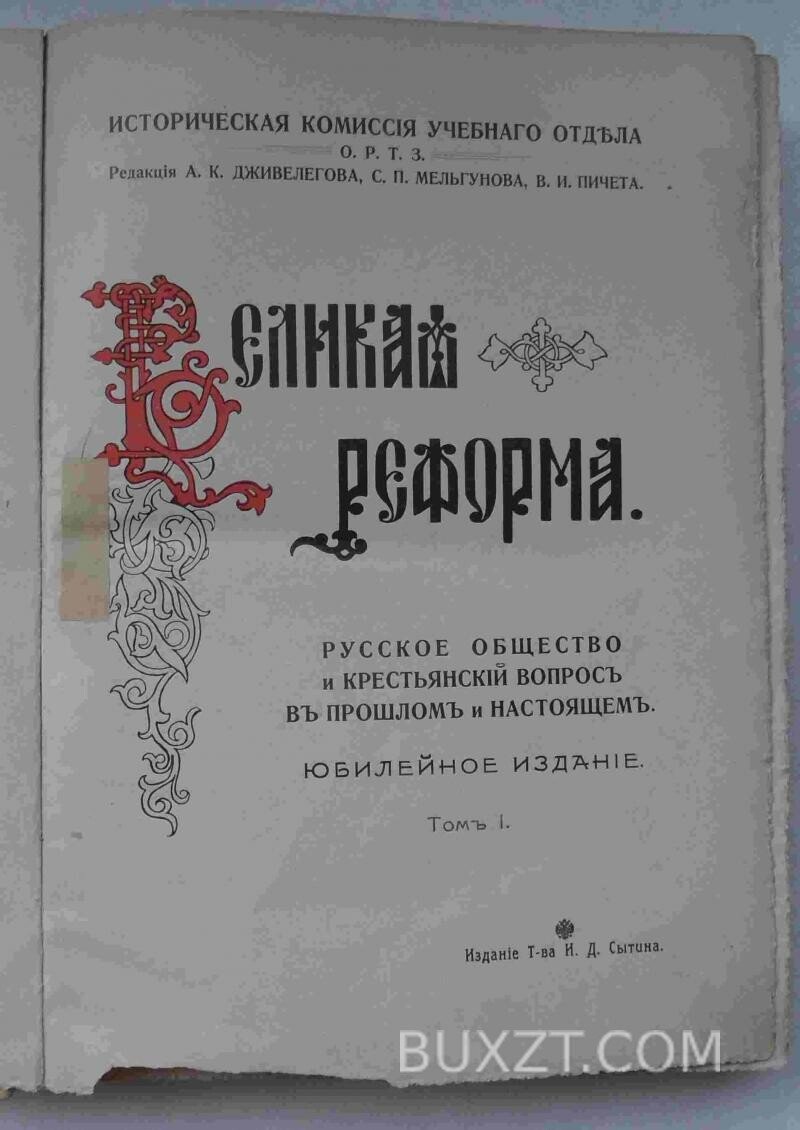 ИСТОРИЧЕСКАЯ КОМИССІЯ УЧЕБНАГО ОТДѢЛА
О. Р. Т. З.
Редакція А. К. ДЖИВЕЛЕГОВА, С. П. МЕЛЬГУНОВА, В. И. ПИЧЕТА.
ВЕЛИКАЯ
РЕФОРМА.
РУССКОЕ ОБЩЕСТВО
и КРЕСТЬЯНСКІЙ ВОПРОСЪ
ВЪ ПРОШЛОМЪ и НАСТОЯЩЕМЪ.
ЮБИЛЕЙНОЕ ИЗДАНІЕ.
Томъ I.
Изданіе Т-ва И. Д. Сытина.
BUXZT.COM